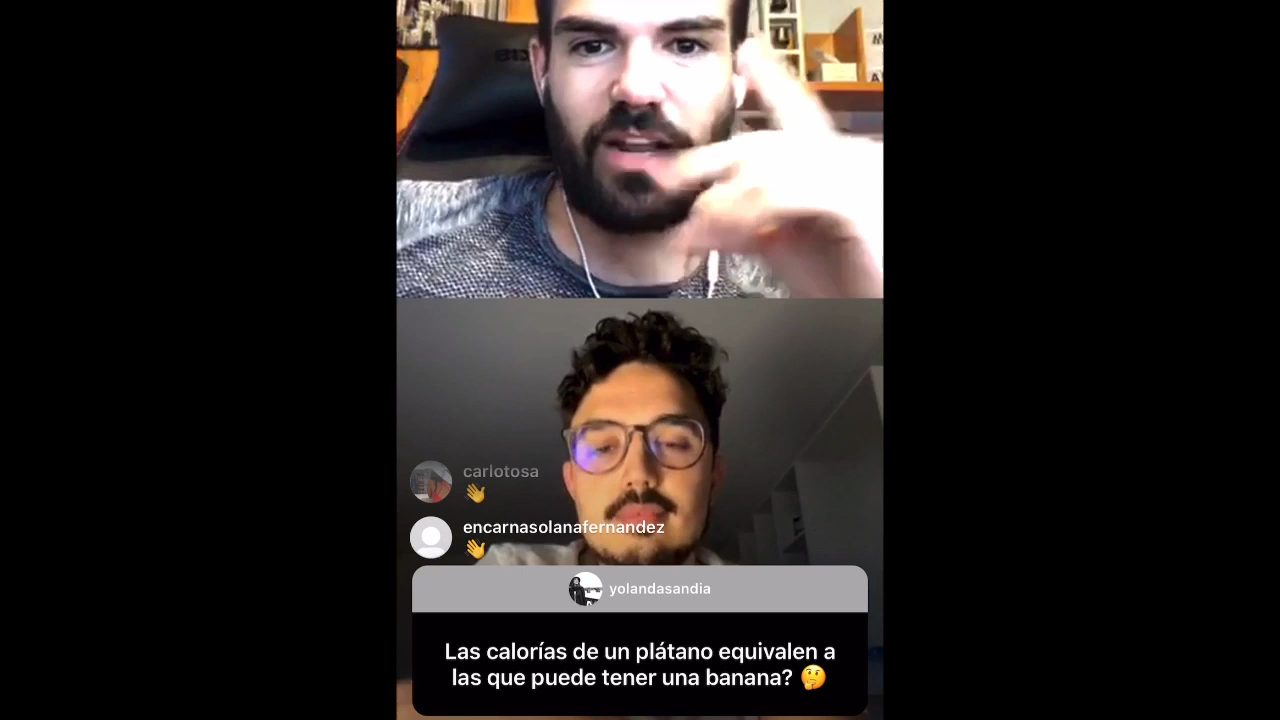 carlotosa
👋
encarnasolanafernandez
👋
yolandasandia
Las calorías de un plátano equivalen a
las que puede tener una banana? 🤔